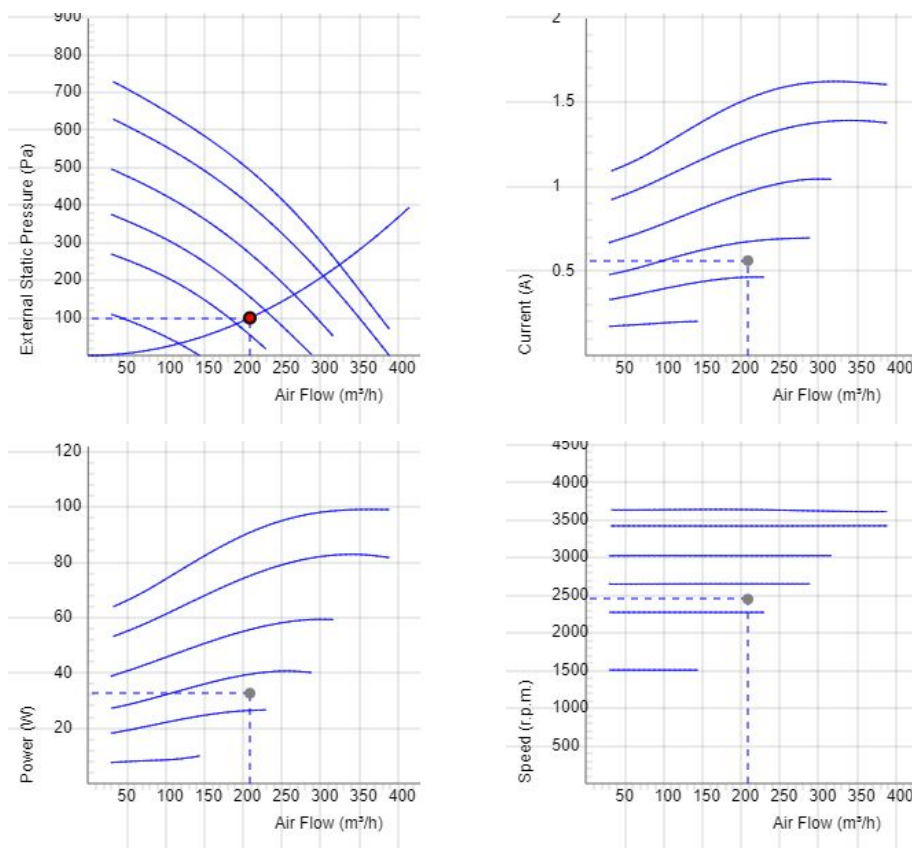 900
800
700
600
500
400
300
200
100
External Static Pressure (Pa)
50 100 150 200 250 300 350 400
Air Flow (m³/h)
2
1.5
1
0.5
Current (A)
50 100 150 200 250 300 350 400
Air Flow (m³/h)
120
100
80
60
40
20
Power (W)
50 100 150 200 250 300 350 400
Air Flow (m³/h)
4500
4000
3500
3000
2500
2000
1500
1000
500
Speed (r.p.m.)
50 100 150 200 250 300 350 400
Air Flow (m³/h)